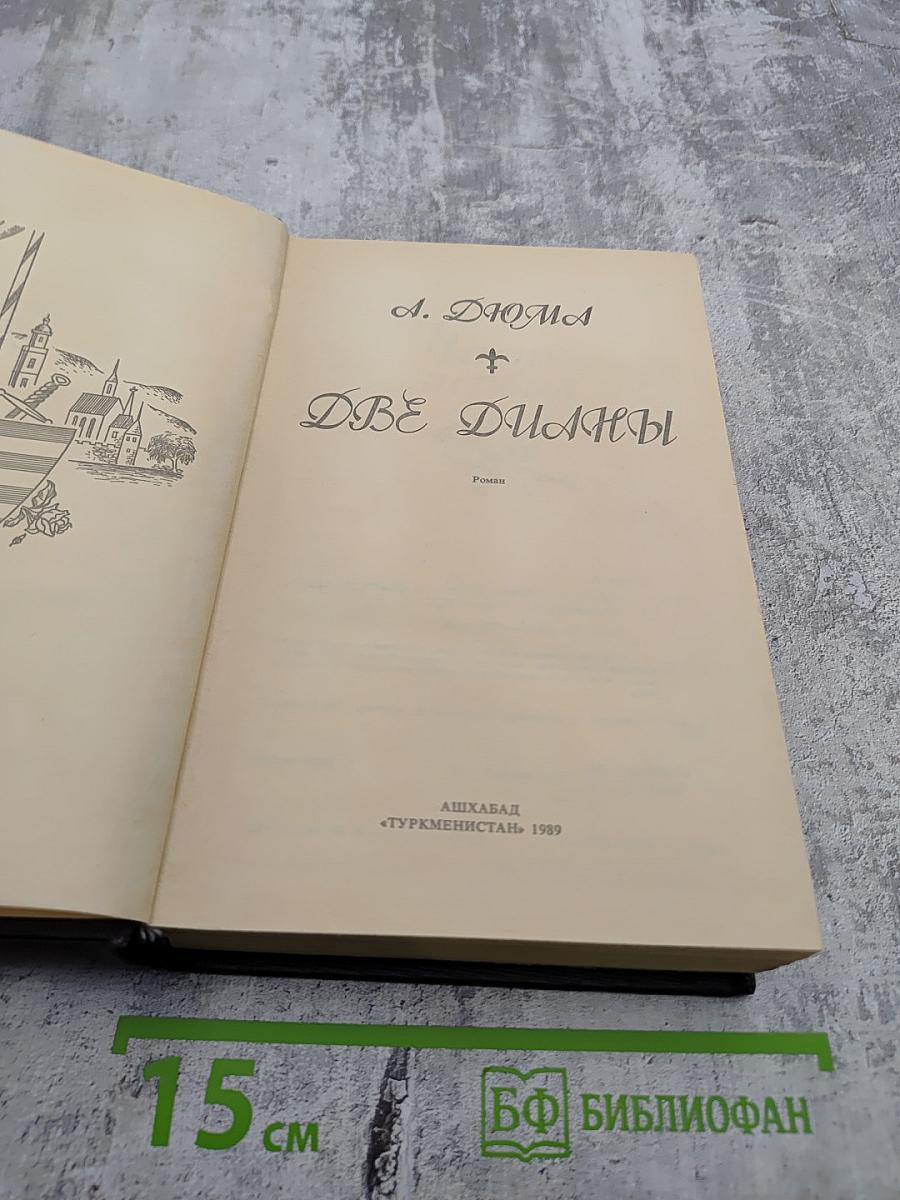 А. ДЮМА
ДВЕ ДИАНЫ
Роман
АШХАБАД
«ТУРКМЕНИСТАН» 1989
15 см
БФ БИБЛИОФАН